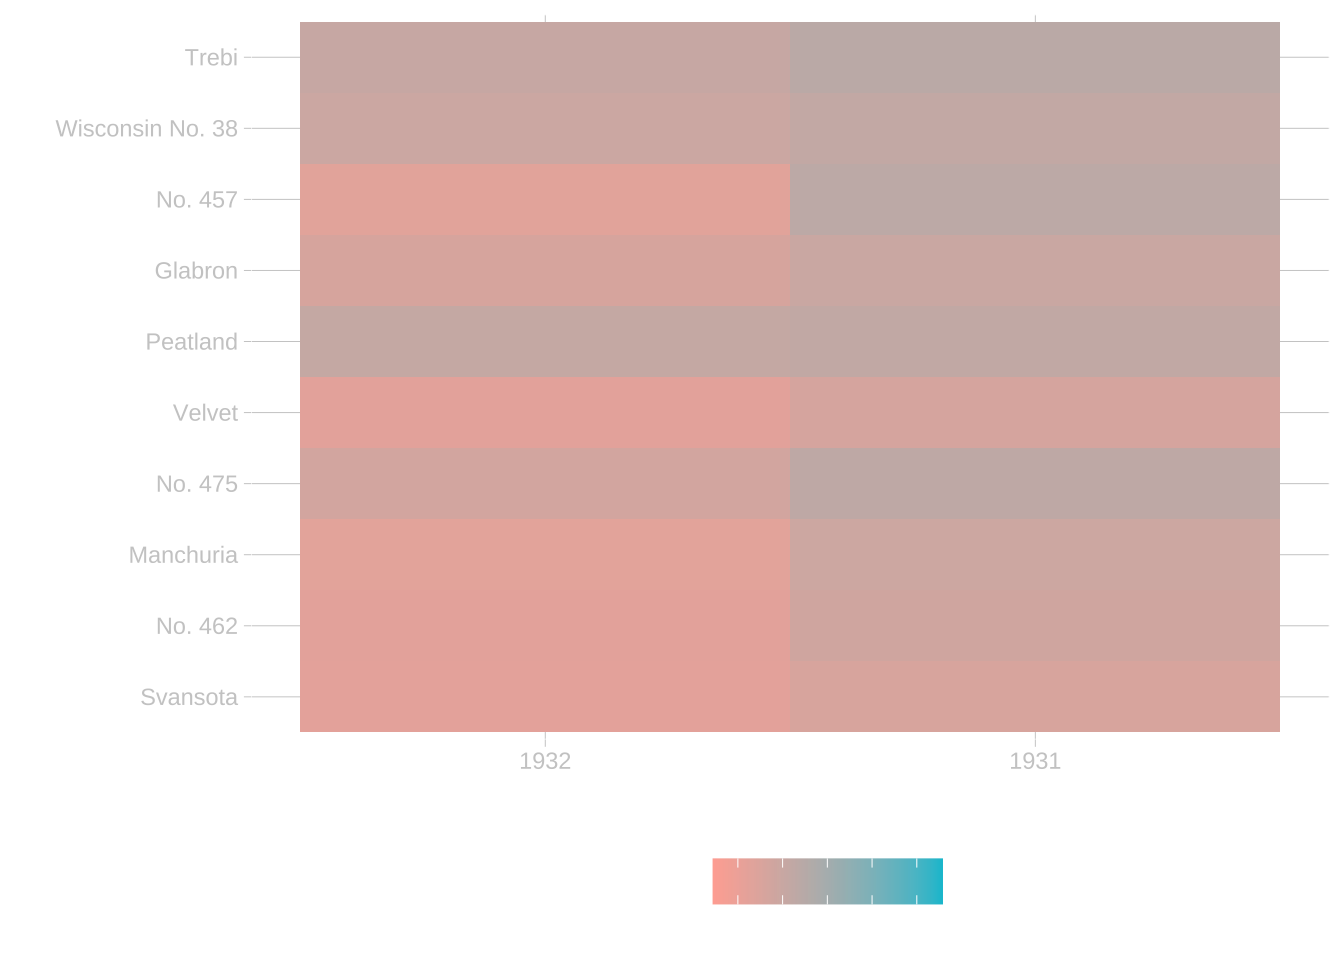 Trebi
Wisconsin No. 38
No. 457
Glabron
Peatland
Velvet
No. 475
Manchuria
No. 462
Svansota
1932
1931